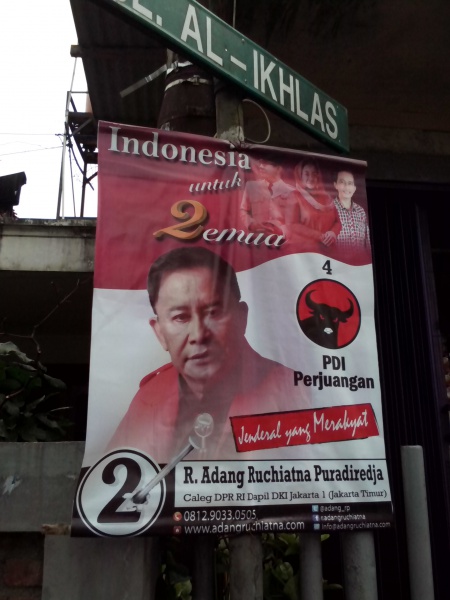 JL. AL-IKHLAS
Indonesia
untuk
2emua
4
PDI
Perjuangan
Jenderal yang Merakyat
2
R. Adang Ruchiatna Puradiredja
Caleg DPR RI Dapil DKI Jakarta 1 (Jakarta Timur)
0812.9033.0505
@adang_rp
radangruchiatna
www.adangruchiatna.com
info@adangruchiatna.com